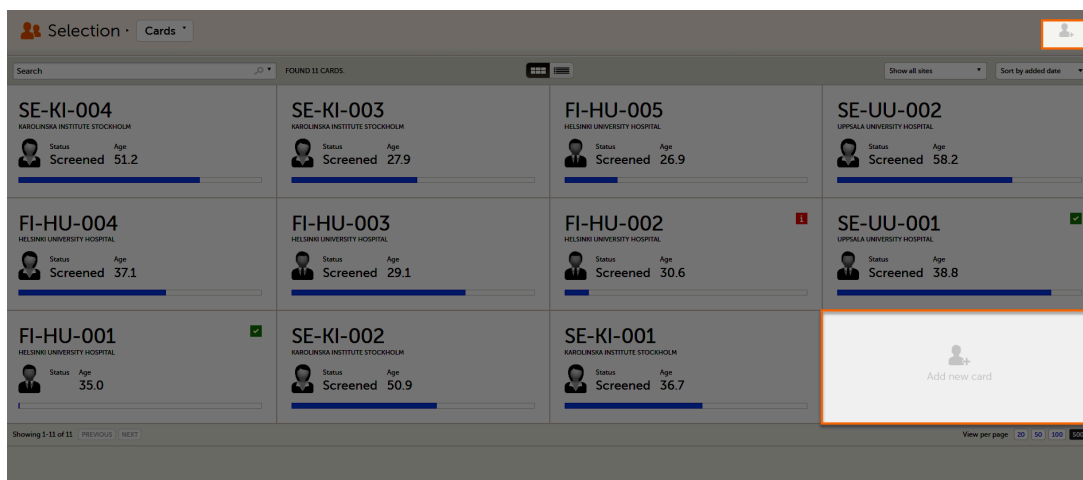 Selection · Cards
Search
FOUND 11 CARDS.
Show all sites
Sort by added date
SE-KI-004
KAROLINSKA INSTITUTE STOCKHOLM
Status Age
Screened 51.2
SE-KI-003
KAROLINSKA INSTITUTE STOCKHOLM
Status Age
Screened 27.9
FI-HU-005
HELSINKI UNIVERSITY HOSPITAL
Status Age
Screened 26.9
SE-UU-002
UPPSALA UNIVERSITY HOSPITAL
Status Age
Screened 58.2
FI-HU-004
HELSINKI UNIVERSITY HOSPITAL
Status Age
Screened 37.1
FI-HU-003
HELSINKI UNIVERSITY HOSPITAL
Status Age
Screened 29.1
FI-HU-002
HELSINKI UNIVERSITY HOSPITAL
Status Age
Screened 30.6
SE-UU-001
UPPSALA UNIVERSITY HOSPITAL
Status Age
Screened 38.8
FI-HU-001
HELSINKI UNIVERSITY HOSPITAL
Status Age
35.0
SE-KI-002
KAROLINSKA INSTITUTE STOCKHOLM
Status Age
Screened 50.9
SE-KI-001
KAROLINSKA INSTITUTE STOCKHOLM
Status Age
Screened 36.7
Add new card
Showing 1-11 of 11 PREVIOUS NEXT
View per page 20 50 100 500